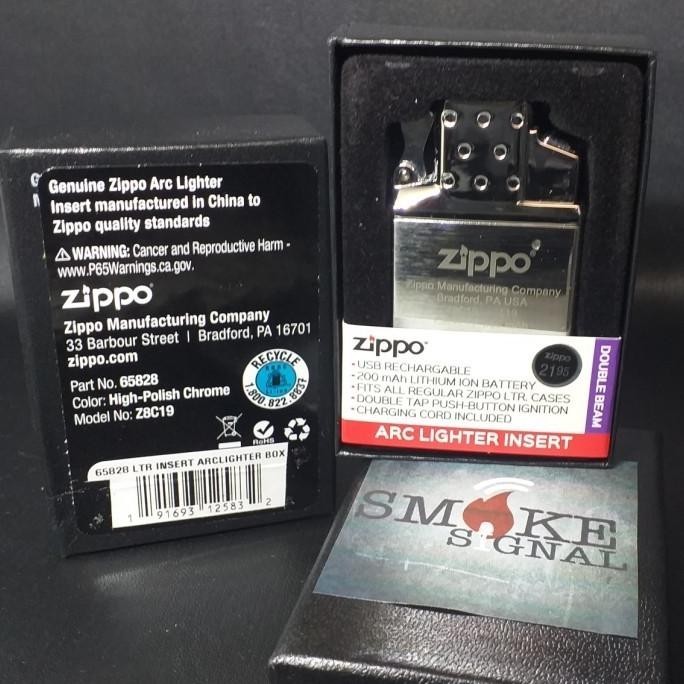 Genuine Zippo Arc Lighter
Insert manufactured in China to
Zippo quality standards
WARNING: Cancer and Reproductive Harm -
www.P65Warnings.ca.gov.
zippo
Zippo Manufacturing Company
33 Barbour Street | Bradford, PA 16701
zippo.com
Part No. 65828
Color: High-Polish Chrome
Model No: Z8C19
RECYCLE
1.800.822.8837
RoHS
65828 LTR INSERT ARCLIGHTER BOX
1 91693 12583 2
zippo
Zippo Manufacturing Company
Bradford, PA USA
zippo
• USB RECHARGABLE
• 200 mAh LITHIUM ION BATTERY
• FITS ALL REGULAR ZIPPO LTR. CASES
• DOUBLE TAP PUSH-BUTTON IGNITION
• CHARGING CORD INCLUDED
zippo
2195
DOUBLE BEAM
ARC LIGHTER INSERT
SMOKE
SIGNAL